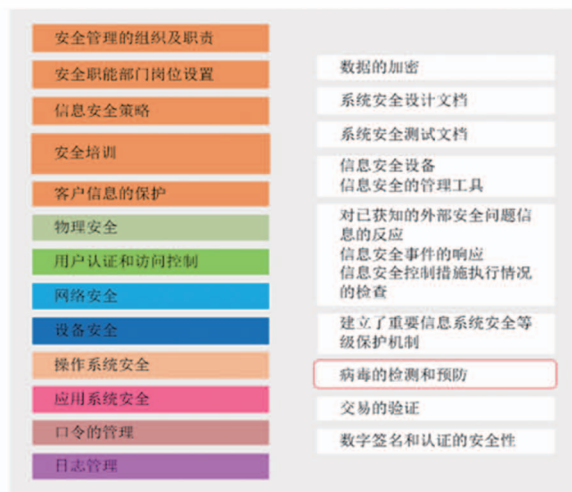 安全管理的组织及职责
安全职能部门岗位设置
信息安全策略
安全培训
客户信息的保护
物理安全
用户认证和访问控制
网络安全
设备安全
操作系统安全
应用系统安全
口令的管理
日志管理
数据的加密
系统安全设计文档
系统安全测试文档
信息安全设备
信息安全的管理工具
对已获知的外部安全问题信
息的反应
信息安全事件的响应
信息安全控制措施执行情况
的检查
建立了重要信息系统安全等
级保护机制
病毒的检测和预防
交易的验证
数字签名和认证的安全性